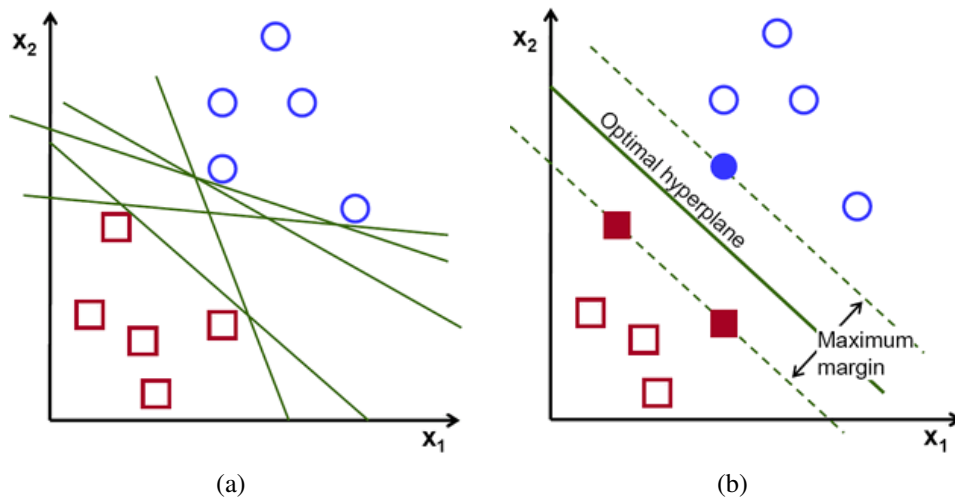 x₂
x₁
(a)
x₂
Optimal hyperplane
Maximum
margin
x₁
(b)